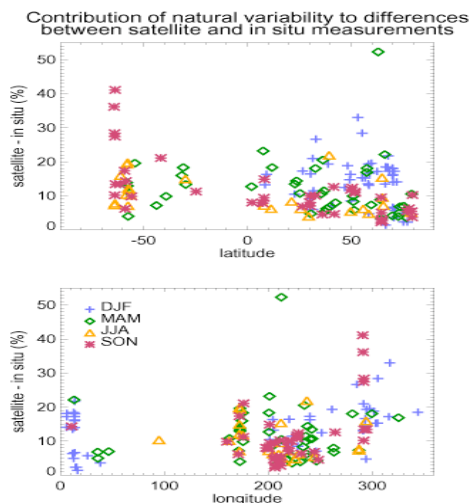 Contribution of natural variability to differences
between satellite and in situ measurements
satellite - in situ (%)
50
40
30
20
10
0
-50
0
50
latitude
satellite - in situ (%)
50
40
30
20
10
0
DJF
MAM
JJA
SON
0
100
200
300
longitude